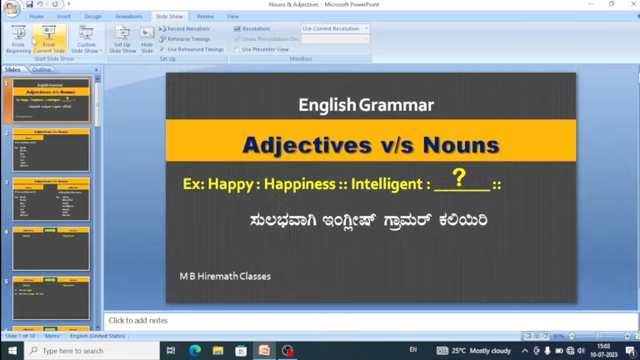 Nouns & Adjectives - Microsoft PowerPoint
Home
Insert
Design
Animations
Slide Show
Review
View
From Beginning
From Current Slide
Custom Slide Show
Start Slide Show
Set Up Slide Show
Hide Slide
Record Narration
Rehearse Timings
Use Rehearsed Timings
Set Up
Resolution:
Use Current Resolution
Show Presentation On:
Use Presenter View
Monitors
Slides
Outline
English Grammar
Adjectives v/s Nouns
Ex: Happy : Happiness :: Intelligent : ___?___ ::
ಸುಲಭವಾಗಿ ಇಂಗ್ಲೀಷ್ ಗ್ರಾಮರ್ ಕಲಿಯಿರಿ
M B Hiremath Classes
Click to add notes
Slide 1 of 18
"Metro"
English (United States)
Type here to search
EN
25°C Mostly cloudy
15:03
10-07-2023